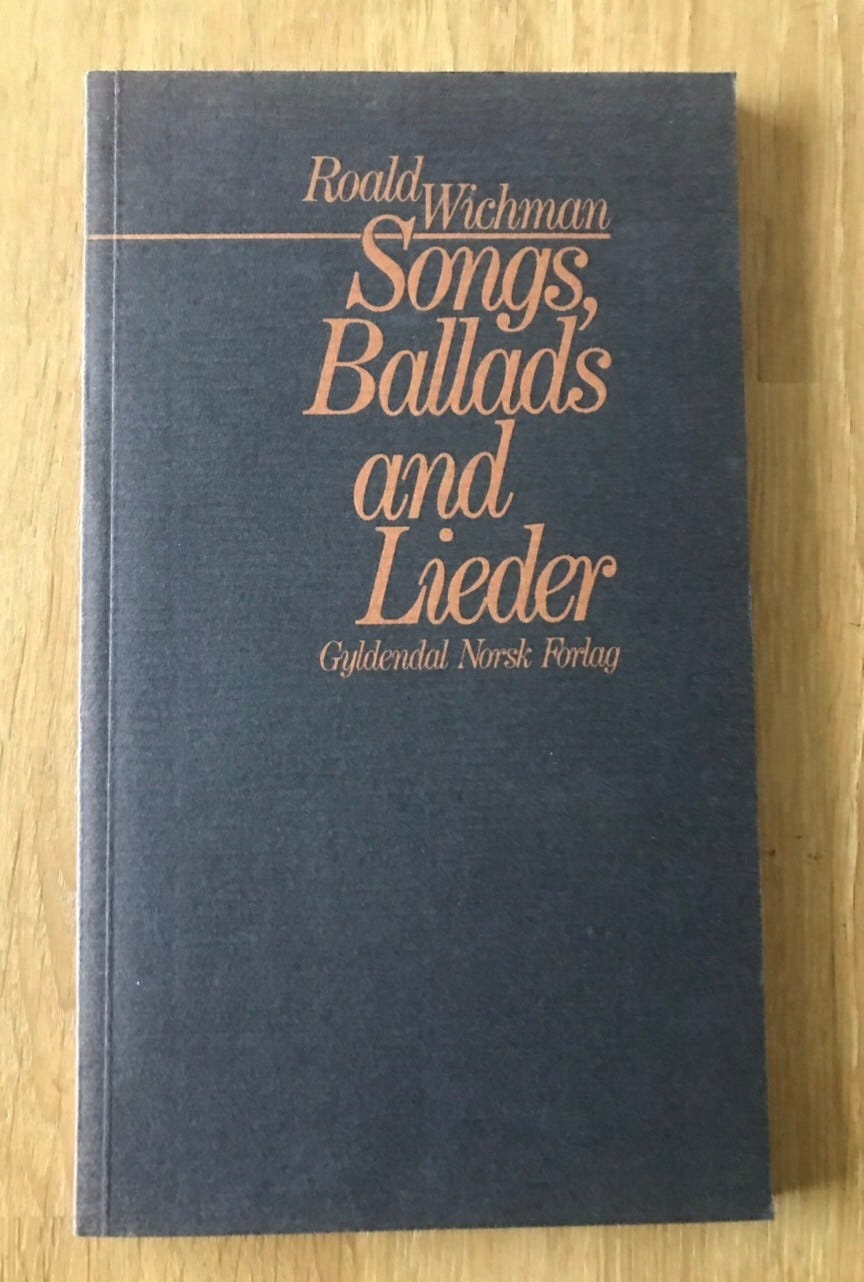 Roald Wichman
Songs,
Ballads
and
Lieder
Gyldendal Norsk Forlag